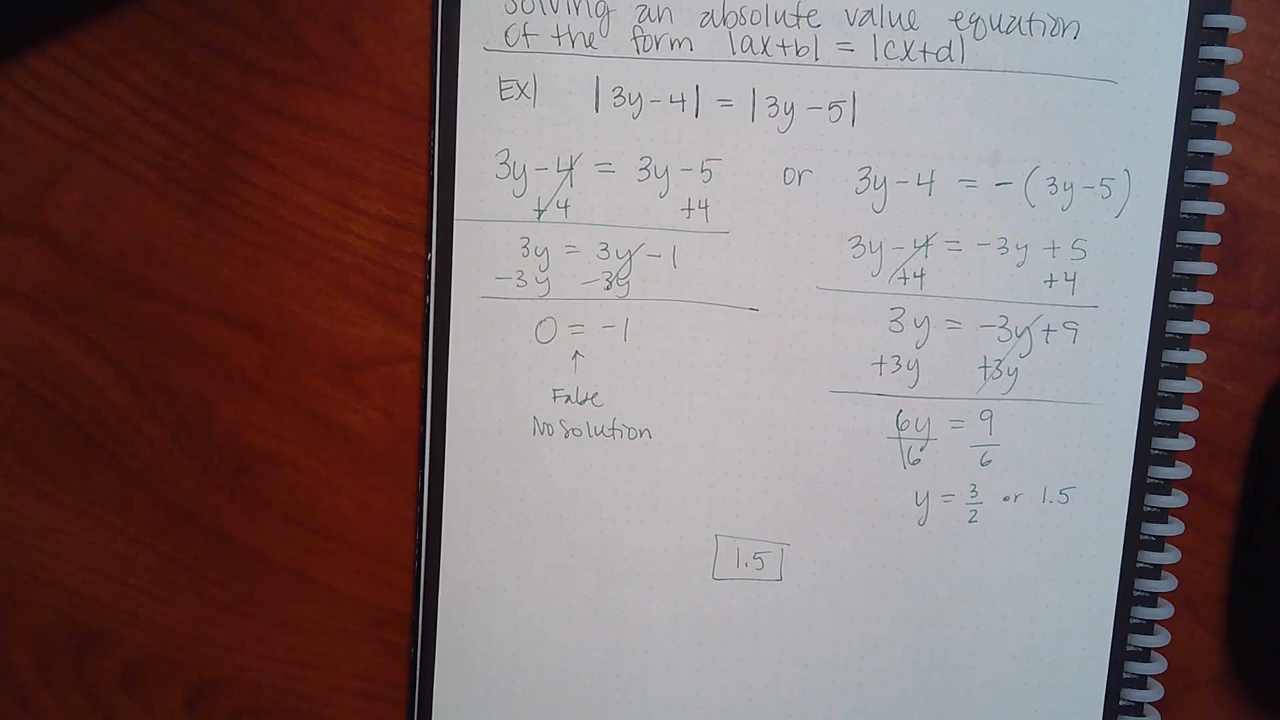 Solving an absolute value equation
Of the form |ax+b| = |cx+d|
Ex) |3y-4| = |3y-5|
3y-4 = 3y-5 or 3y-4 = -(3y-5)
+4 +4
3y = 3y-1
-3y -3y
0 = -1
↑
False
No solution
3y-4 = -3y+5
+4 +4
3y = -3y+9
+3y +3y
6y = 9
6 6
y = 3/2 or 1.5
1.5